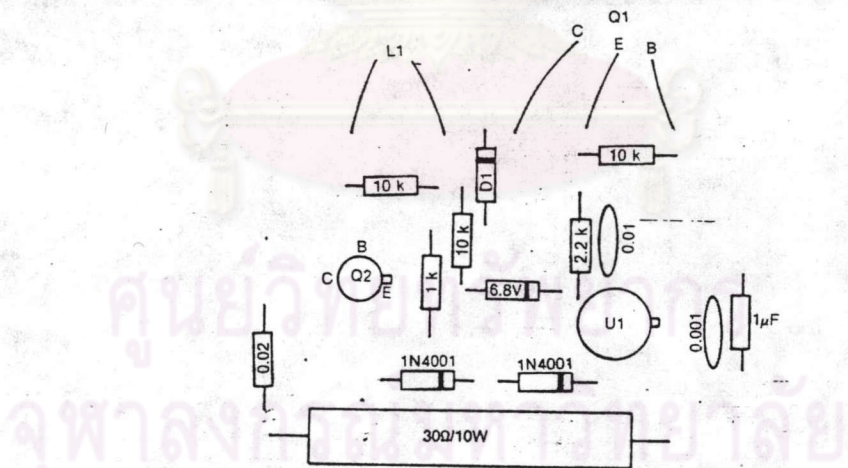 Q1
C
E
B
L1
10 k
D1
10 k
10 k
2.2 k
0.01
B
C
Q2
E
1 k
6.8V
U1
0.001
1μF
0.02
1N4001
1N4001
30Ω/10W
ศูนย์วิทยทรัพยากร
จุฬาลงกรณ์มหาวิทยาลัย